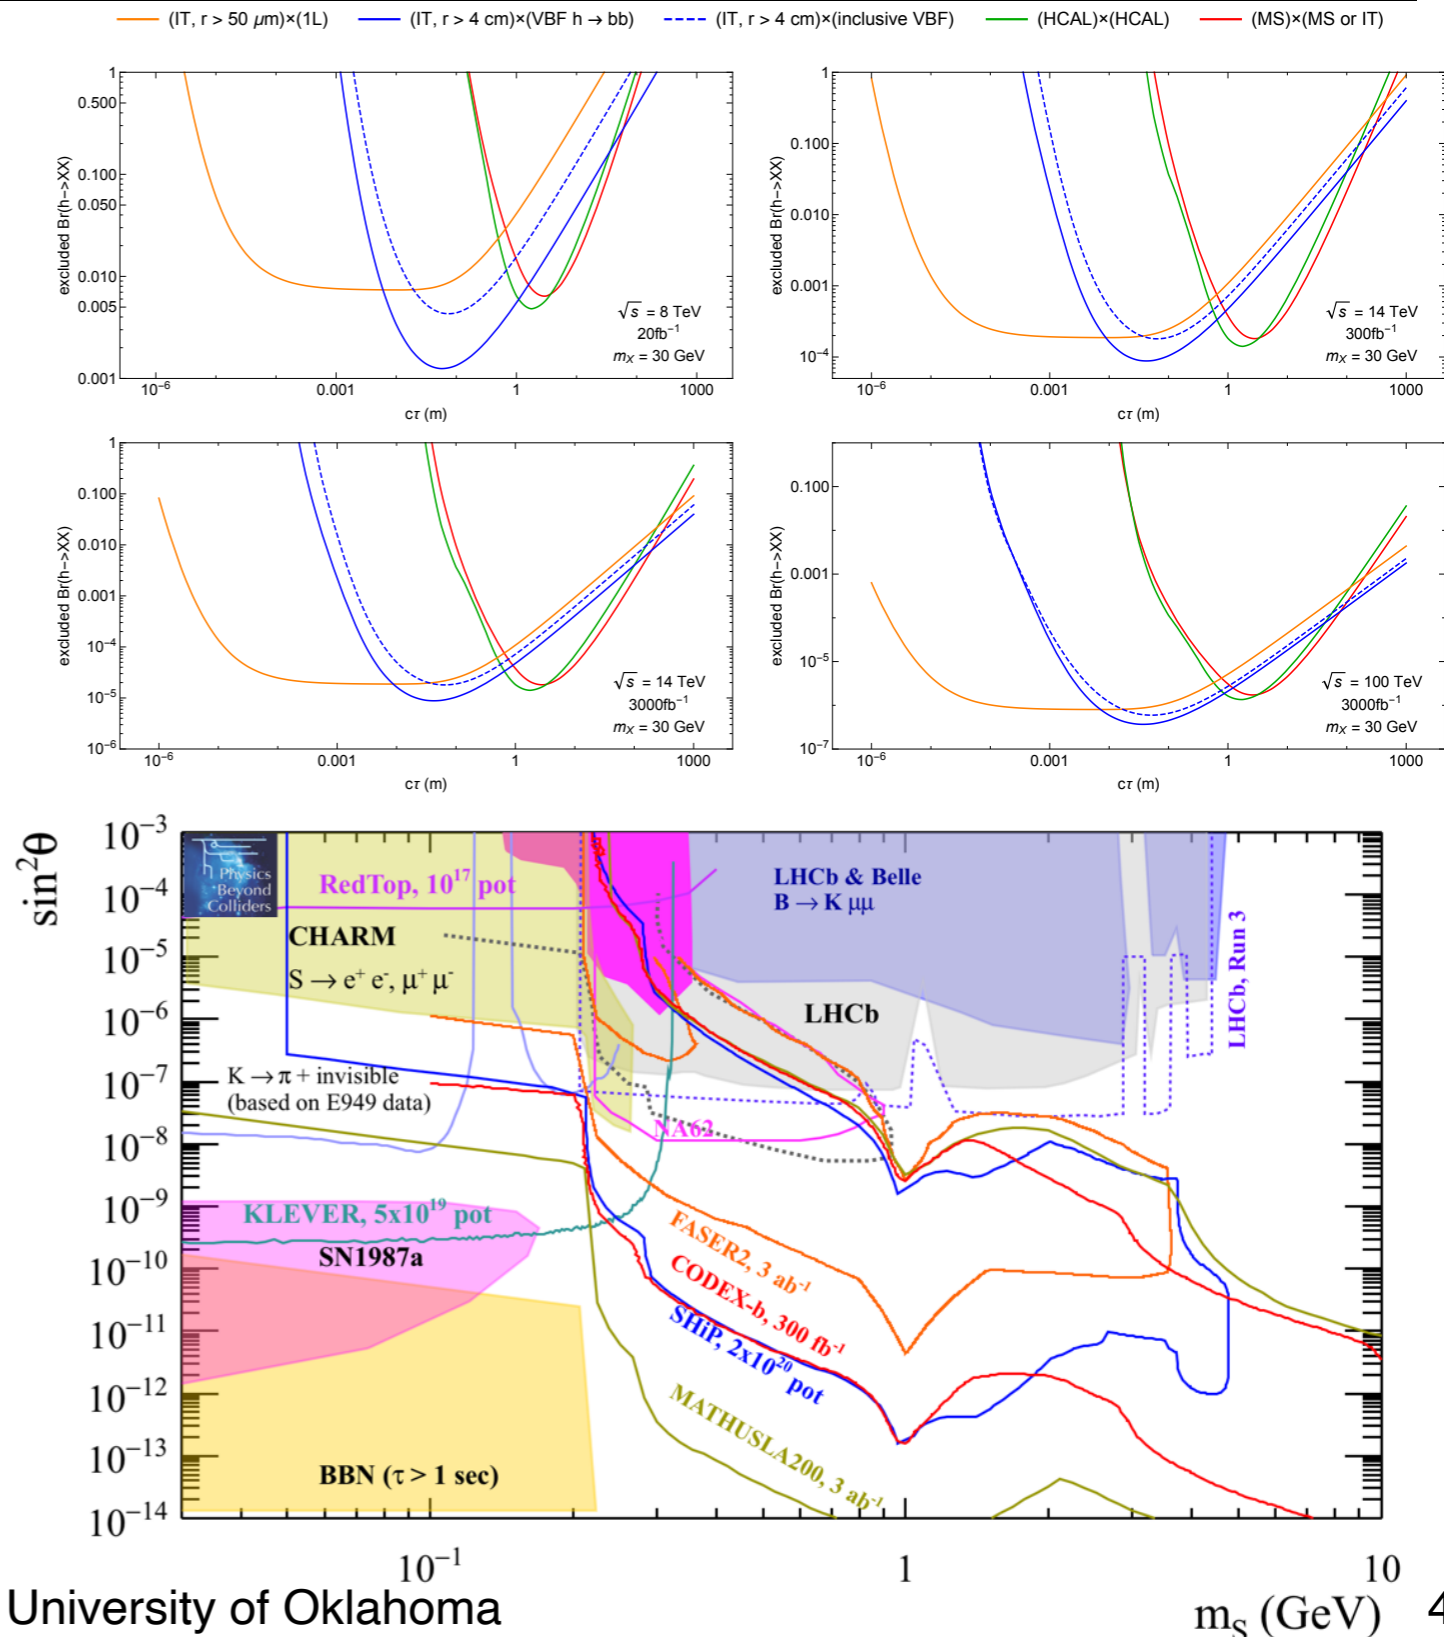 (IT, r > 50 μm)×(1L) (IT, r > 4 cm)×(VBF h → bb) (IT, r > 4 cm)×(inclusive VBF) (HCAL)×(HCAL) (MS)×(MS or IT)
1
0.500
0.100
0.050
0.010
0.005
0.001
excluded Br(h−>XX)
√s = 8 TeV
20fb⁻¹
mX = 30 GeV
10⁻⁶ 0.001 1 1000
cτ (m)
1
0.100
0.010
0.001
10⁻⁴
excluded Br(h−>XX)
√s = 14 TeV
300fb⁻¹
mX = 30 GeV
10⁻⁶ 0.001 1 1000
cτ (m)
1
0.100
0.010
0.001
10⁻⁴
10⁻⁵
10⁻⁶
excluded Br(h−>XX)
√s = 14 TeV
3000fb⁻¹
mX = 30 GeV
10⁻⁶ 0.001 1 1000
cτ (m)
0.100
0.001
10⁻⁵
10⁻⁷
excluded Br(h−>XX)
√s = 100 TeV
3000fb⁻¹
mX = 30 GeV
10⁻⁶ 0.001 1 1000
cτ (m)
sin²θ
10⁻³
10⁻⁴
10⁻⁵
10⁻⁶
10⁻⁷
10⁻⁸
10⁻⁹
10⁻¹⁰
10⁻¹¹
10⁻¹²
10⁻¹³
10⁻¹⁴
Physics
Beyond
Colliders
RedTop, 10¹⁷ pot
CHARM
S → e⁺ e⁻, μ⁺ μ⁻
LHCb & Belle
B → K μμ
LHCb
LHCb, Run 3
K → π + invisible
(based on E949 data)
NA62
KLEVER, 5x10¹⁹ pot
SN1987a
FASER2, 3 ab⁻¹
CODEX-b, 300 fb⁻¹
SHiP, 2x10²⁰ pot
MATHUSLA200, 3 ab⁻¹
BBN (τ > 1 sec)
10⁻¹ 1 10
mS (GeV)
University of Oklahoma
4